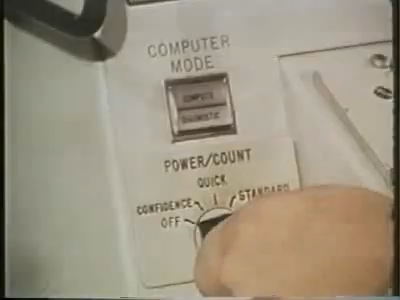 COMPUTER
MODE
COMPUTE
DIAGNOSTIC
POWER/COUNT
QUICK
CONFIDENCE STANDARD
OFF